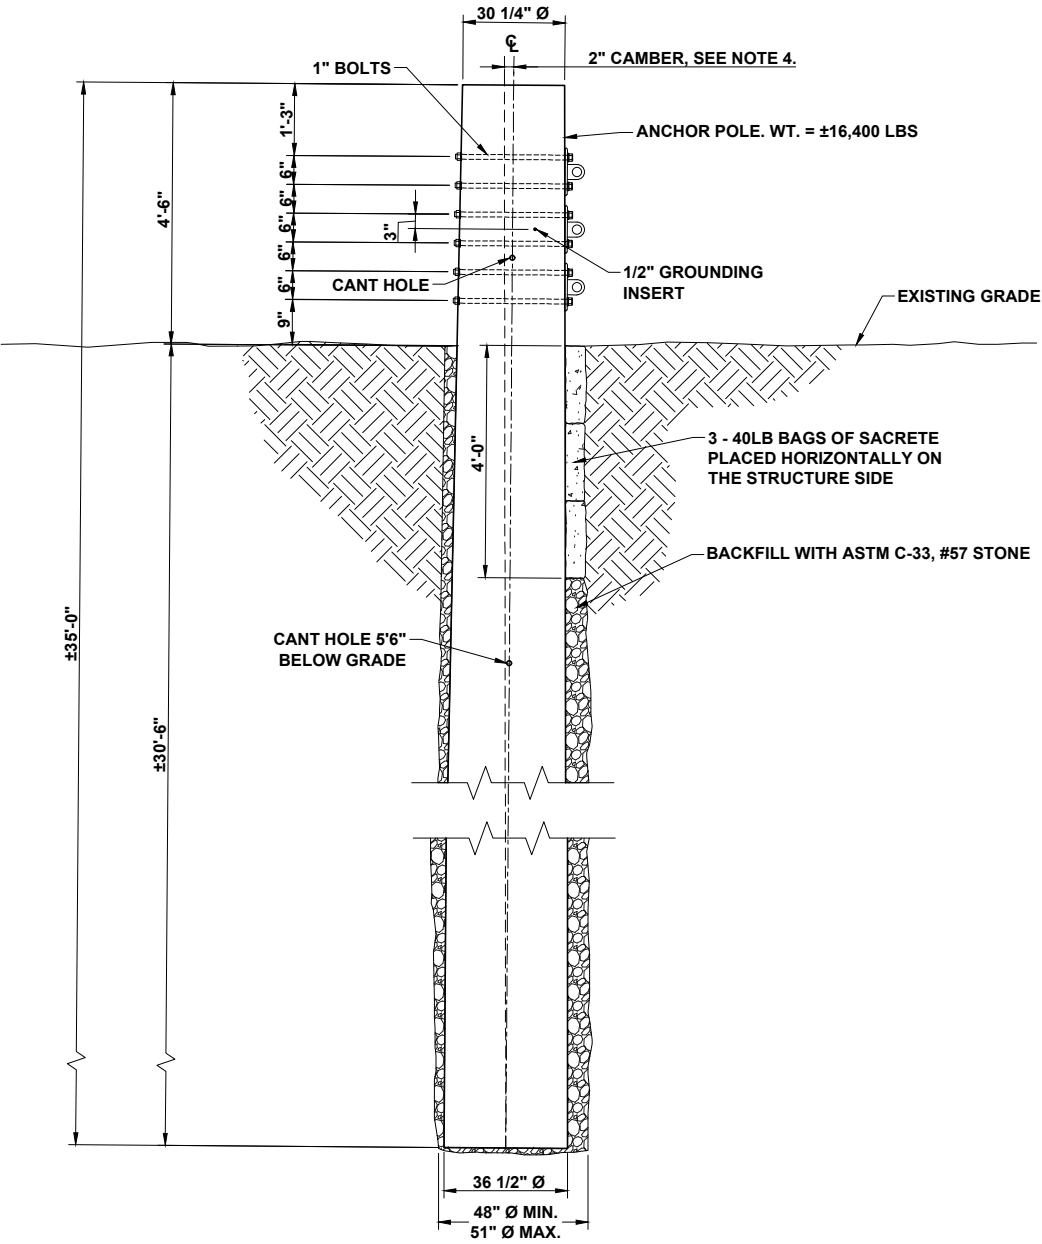 30 1/4" Ø
℄
2" CAMBER, SEE NOTE 4.
1" BOLTS
1'-3"
ANCHOR POLE. WT. = ±16,400 LBS
6"
6"
4'-6"
6"
3"
6"
1/2" GROUNDING
INSERT
CANT HOLE
6"
EXISTING GRADE
9"
4'-0"
3 - 40LB BAGS OF SACRETE
PLACED HORIZONTALLY ON
THE STRUCTURE SIDE
BACKFILL WITH ASTM C-33, #57 STONE
±35'-0"
CANT HOLE 5'6"
BELOW GRADE
±30'-6"
36 1/2" Ø
48" Ø MIN.
51" Ø MAX.